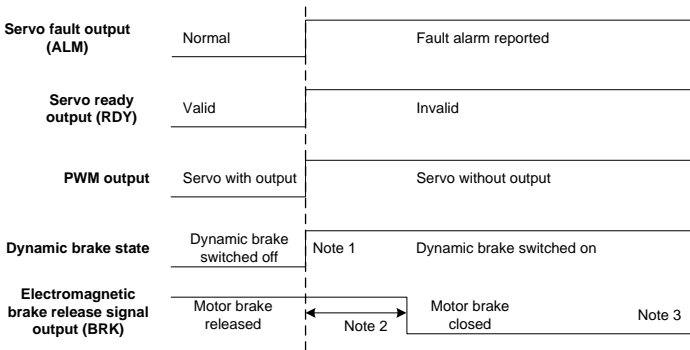 Servo fault output
(ALM)
Normal
Fault alarm reported
Servo ready
output (RDY)
Valid
Invalid
PWM output
Servo with output
Servo without output
Dynamic brake state
Dynamic brake
switched off
Note 1
Dynamic brake switched on
Electromagnetic
brake release signal
output (BRK)
Motor brake
released
Note 2
Motor brake
closed
Note 3